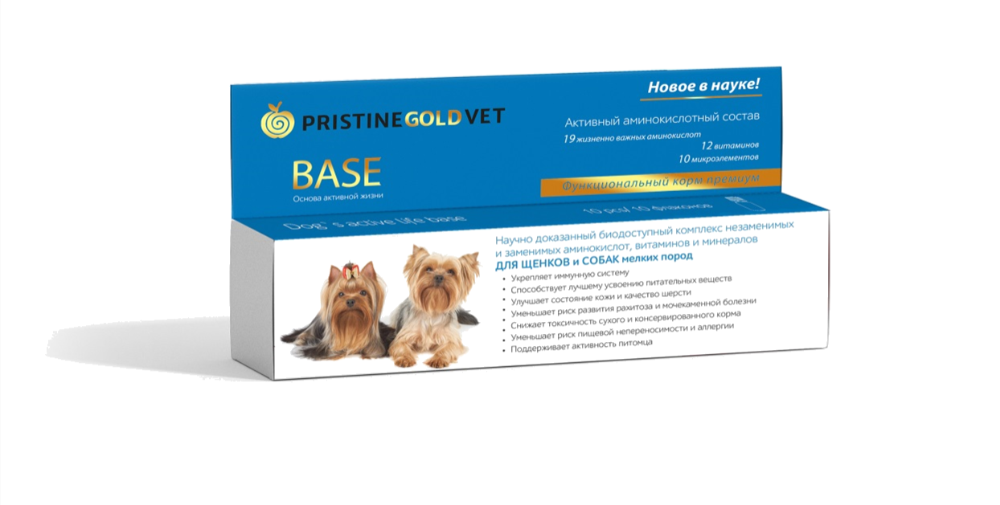 Новое в науке!
PRISTINEGOLDVET
Активный аминокислотный состав
19 жизненно важных аминокислот
12 витаминов
10 микроэлементов
BASE
Основа активной жизни
Функциональный корм премиум
Dog`s active life base
10 pcs/ 10 флаконов
Научно доказанный биодоступный комплекс незаменимых
и заменимых аминокислот, витаминов и минералов
ДЛЯ ЩЕНКОВ и СОБАК мелких пород
• Укрепляет иммунную систему
• Способствует лучшему усвоению питательных веществ
• Улучшает состояние кожи и качество шерсти
• Уменьшает риск развития рахитоза и мочекаменной болезни
• Снижает токсичность сухого и консервированного корма
• Уменьшает риск пищевой непереносимости и аллергии
• Поддерживает активность питомца